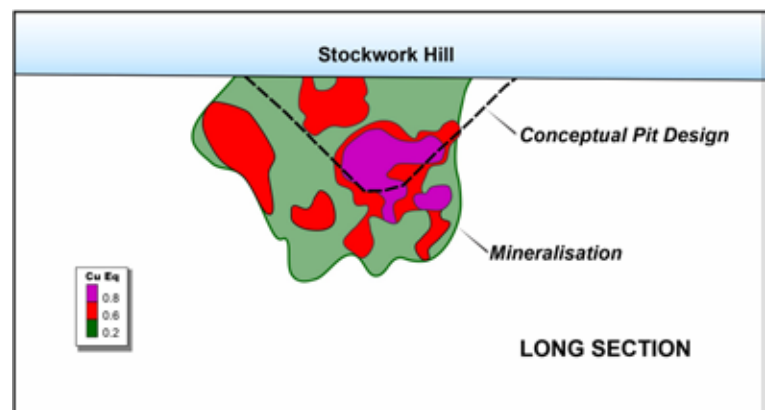 Stockwork Hill
Conceptual Pit Design
Mineralisation
Cu Eq
0.8
0.6
0.2
LONG SECTION